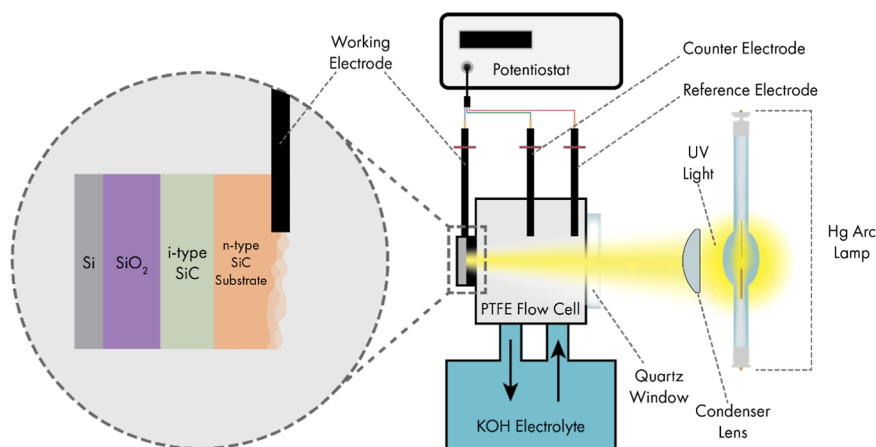 Working
Electrode
Potentiostat
Counter Electrode
Reference Electrode
UV
Light
Hg Arc
Lamp
Si
SiO₂
i-type
SiC
n-type
SiC
Substrate
PTFE Flow Cell
Quartz
Window
Condenser
Lens
KOH Electrolyte